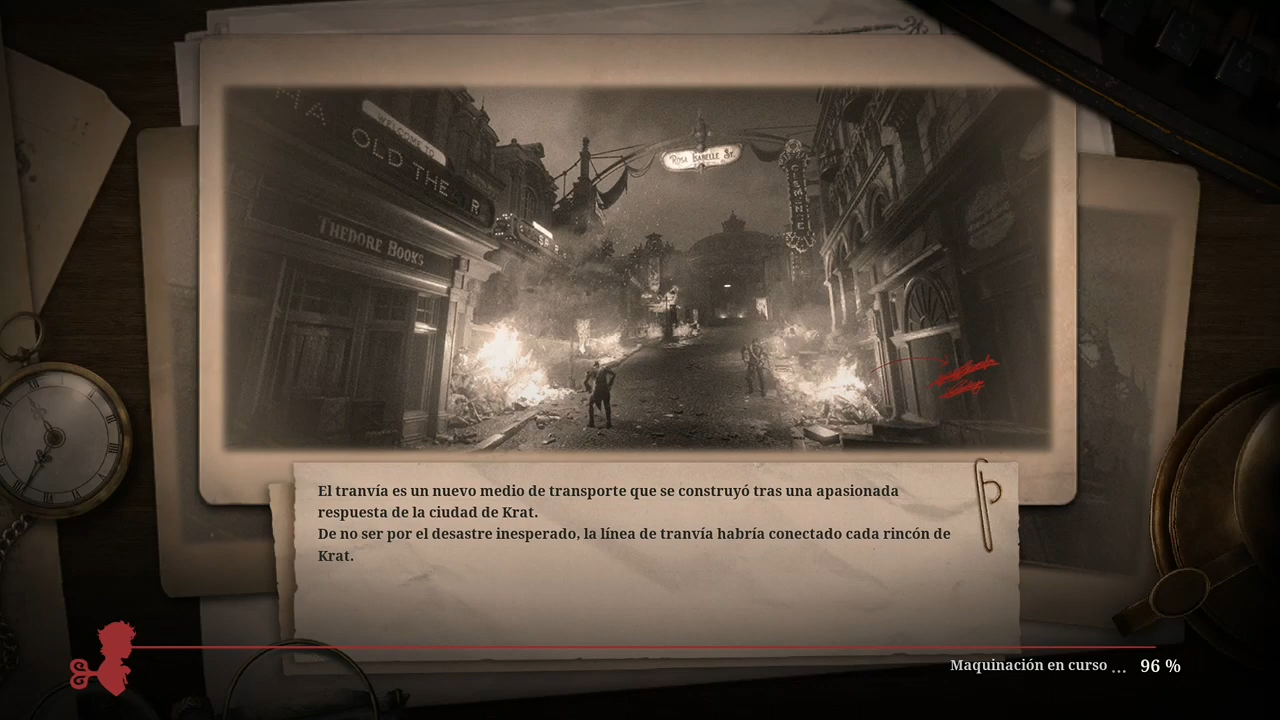 WELCOME TO
OLD THE R
THEDORE BOOKS
ROSA ISABELLE ST.
El tranvía es un nuevo medio de transporte que se construyó tras una apasionada
respuesta de la ciudad de Krat.
De no ser por el desastre inesperado, la línea de tranvía habría conectado cada rincón de
Krat.
Maquinación en curso ... 96 %